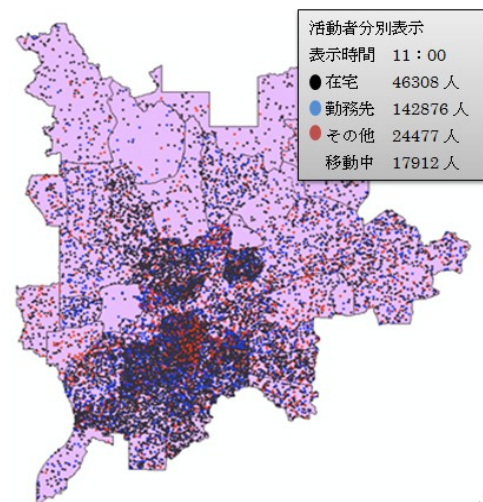 活動者分別表示
表示時間 11：00
在宅 46308 人
勤務先 142876 人
その他 24477 人
移動中 17912 人